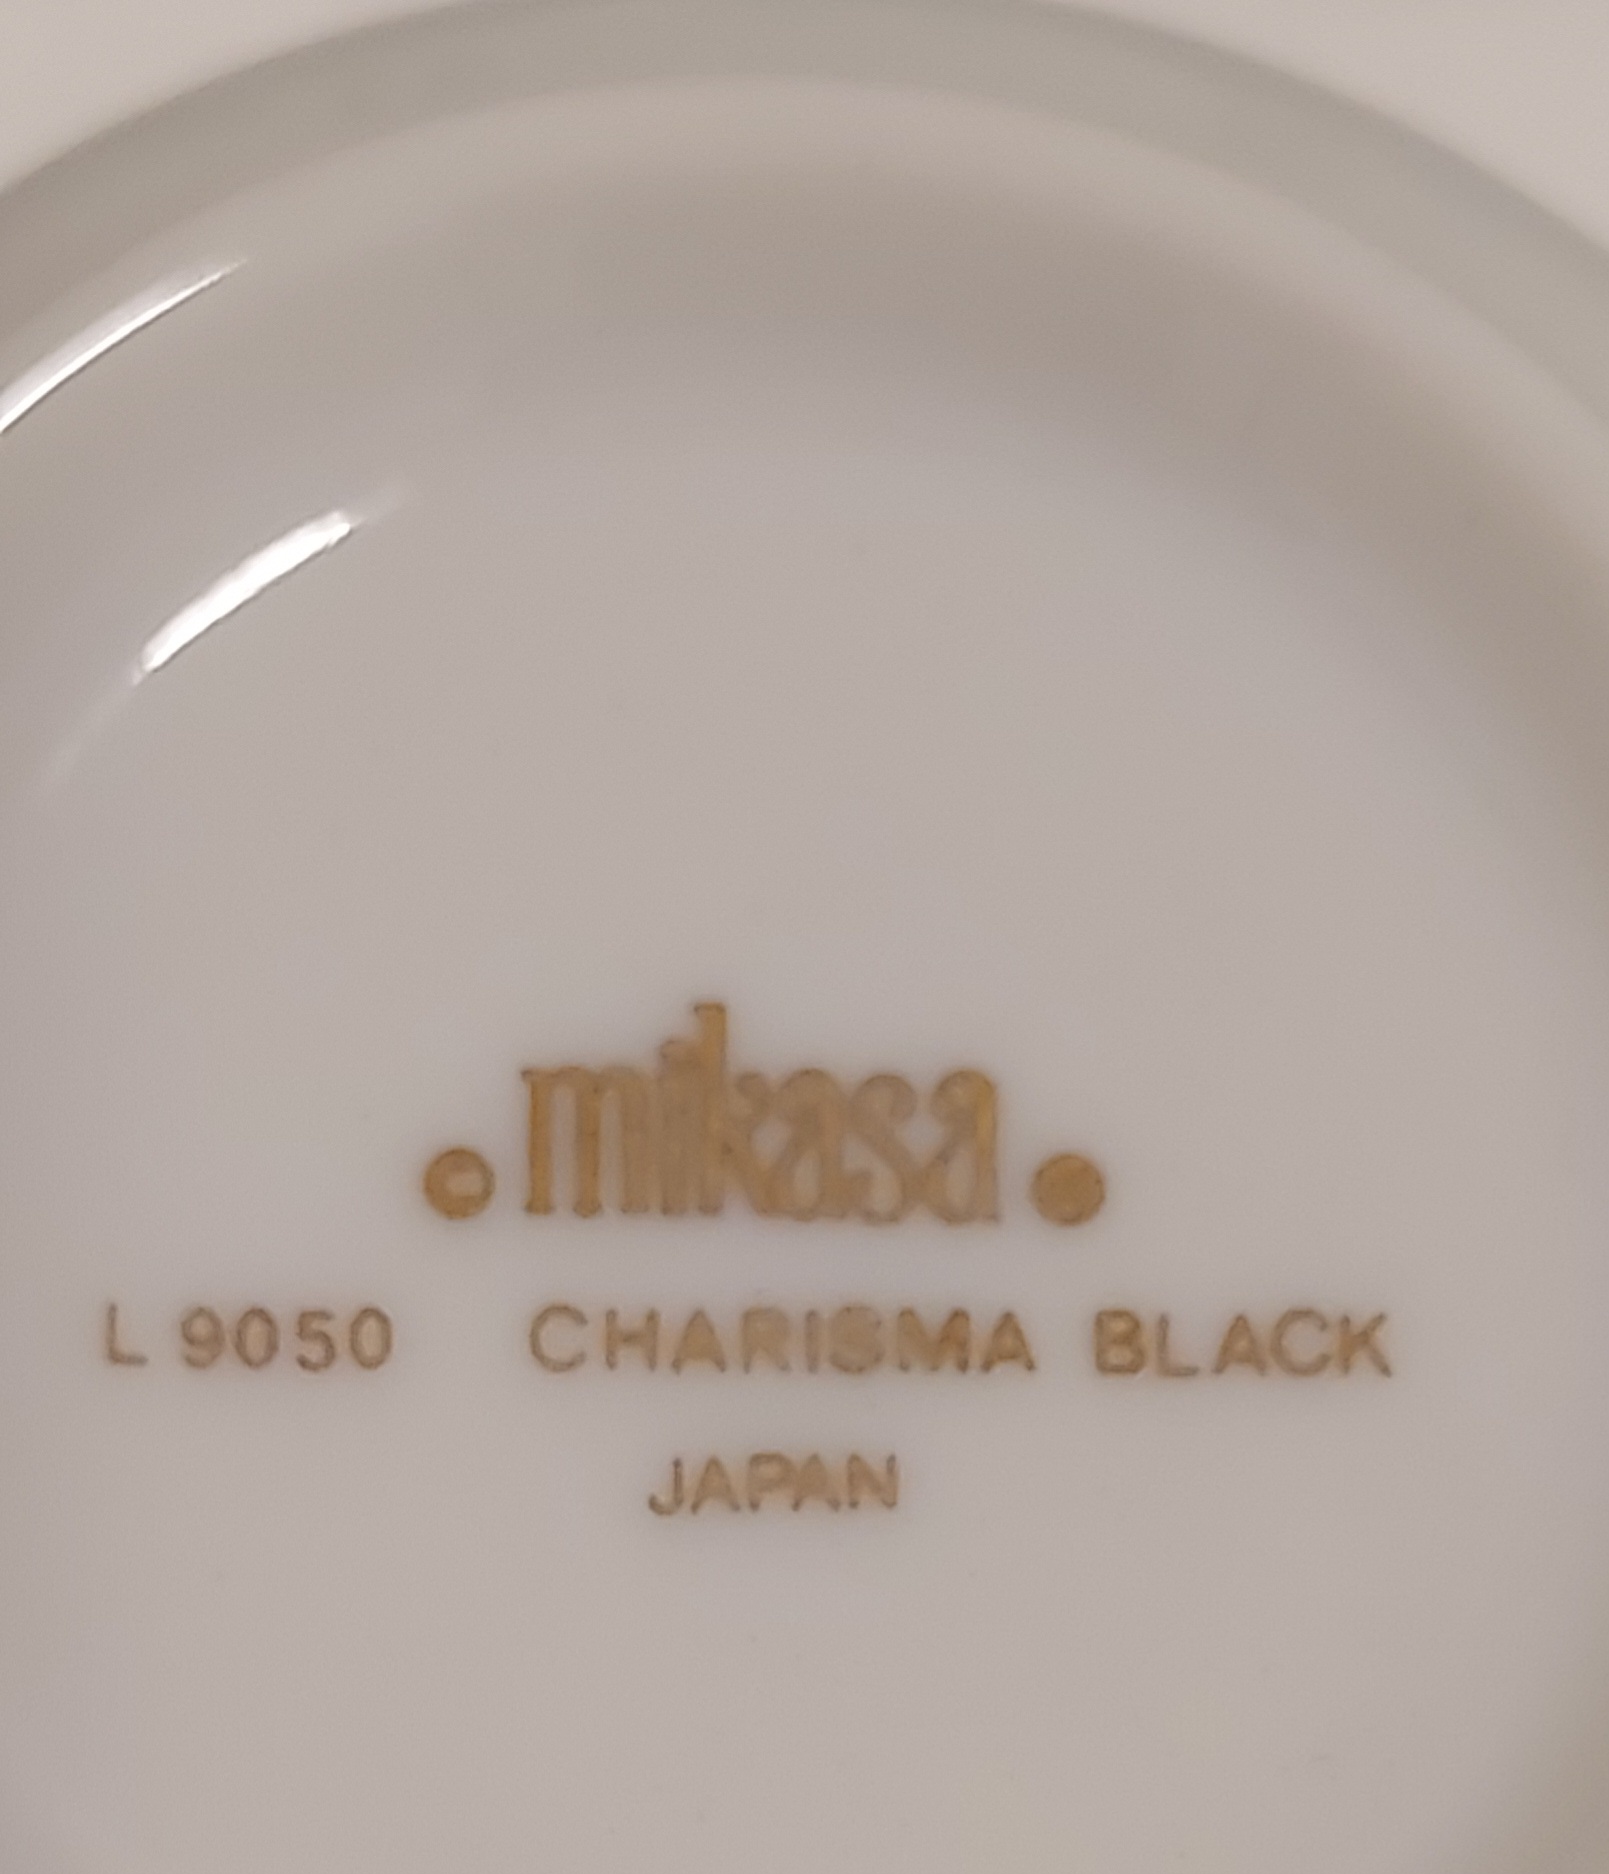 © mikasa ●
L 9050 CHARISMA BLACK
JAPAN